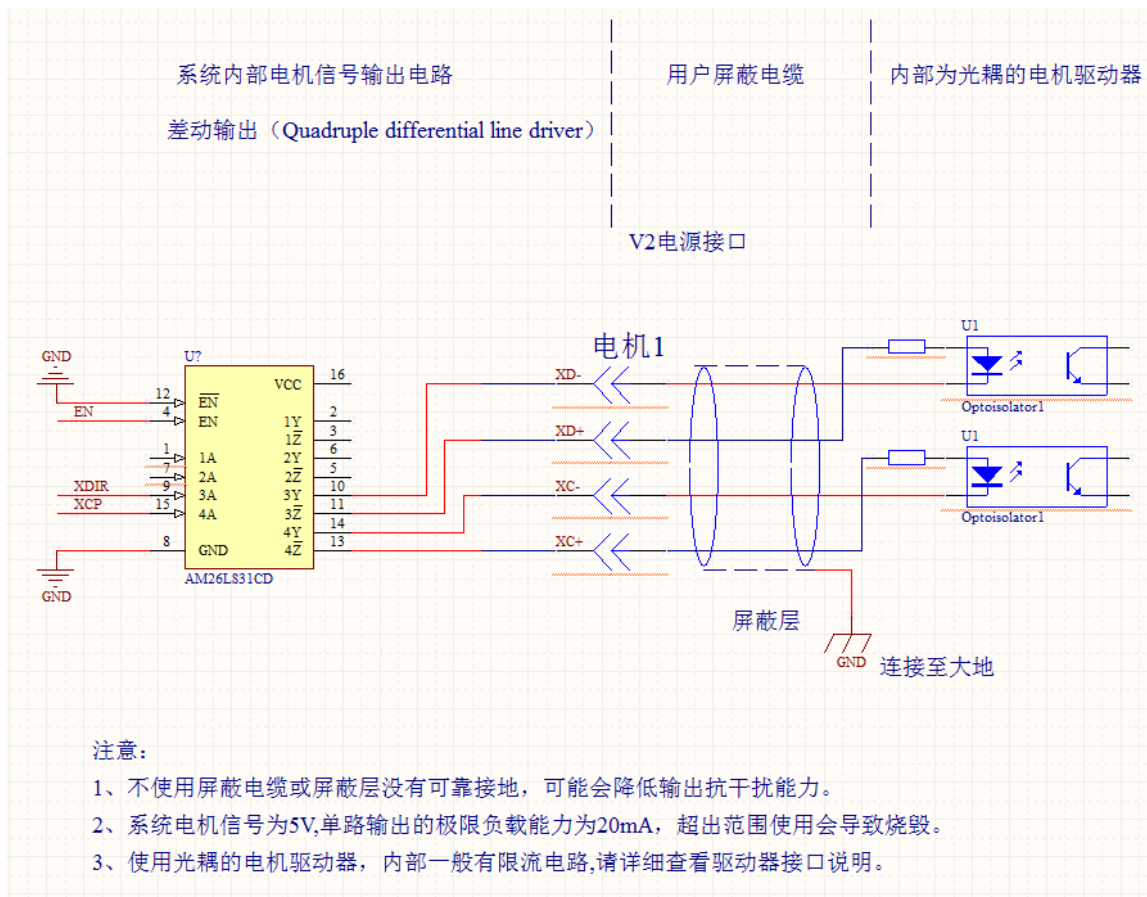 系统内部电机信号输出电路
用户屏蔽电缆
内部为光耦的电机驱动器
差动输出（Quadruple differential line driver）
V2电源接口
电机1
GND
U?
VCC 16
12 EN
EN 4 EN
1Y 2
1Z 3
1 1A
2Y 6
7 2A
2Z 5
XDIR 9 3A
3Y 10
XCP 15 4A
3Z 11
4Y 14
8 GND
4Z 13
GND
AM26LS31CD
XD-
XD+
XC-
XC+
U1
Optoisolator1
U1
Optoisolator1
屏蔽层
GND
连接至大地
注意：
1、不使用屏蔽电缆或屏蔽层没有可靠接地，可能会降低输出抗干扰能力。
2、系统电机信号为5V,单路输出的极限负载能力为20mA，超出范围使用会导致烧毁。
3、使用光耦的电机驱动器，内部一般有限流电路,请详细查看驱动器接口说明。